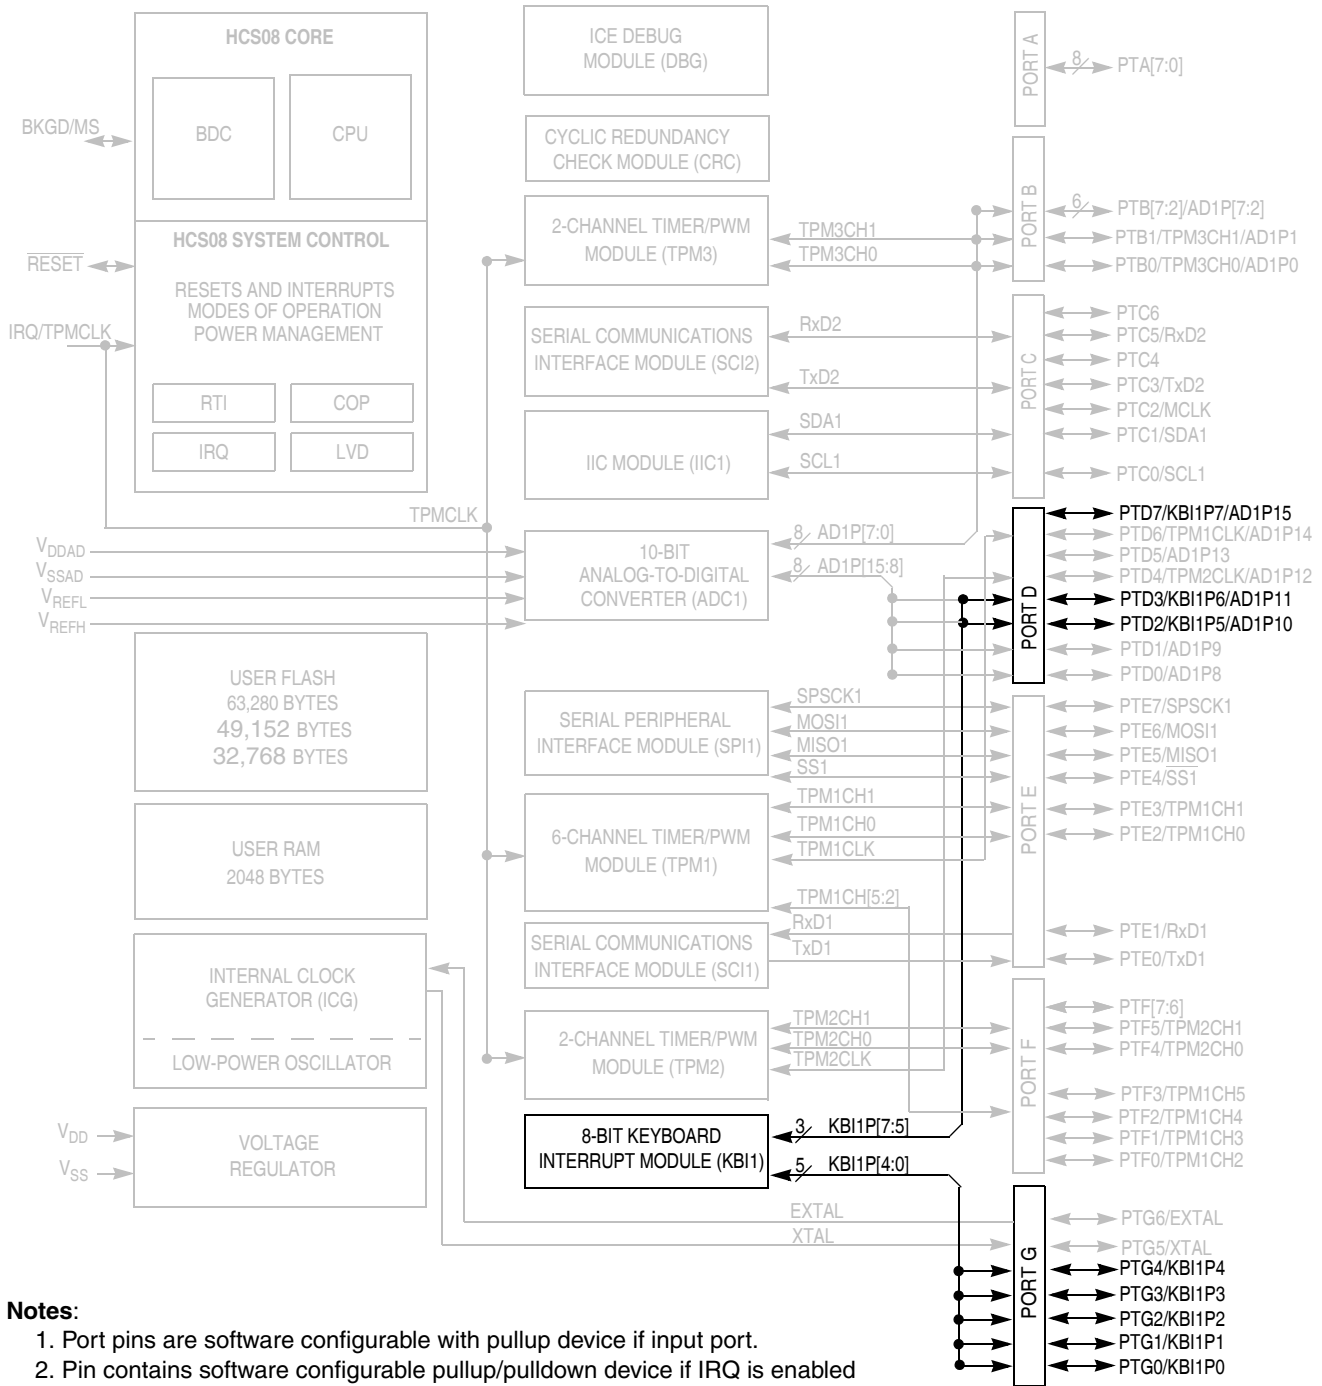 HCS08 CORE
BDC
CPU
BKGD/MS
HCS08 SYSTEM CONTROL
RESET
RESETS AND INTERRUPTS
MODES OF OPERATION
POWER MANAGEMENT
IRQ/TPMCLK
RTI
COP
IRQ
LVD
TPMCLK
VDDAD
VSSAD
VREFL
VREFH
USER FLASH
63,280 BYTES
49,152 BYTES
32,768 BYTES
USER RAM
2048 BYTES
INTERNAL CLOCK
GENERATOR (ICG)
LOW-POWER OSCILLATOR
VDD
VSS
VOLTAGE
REGULATOR
ICE DEBUG
MODULE (DBG)
CYCLIC REDUNDANCY
CHECK MODULE (CRC)
2-CHANNEL TIMER/PWM
MODULE (TPM3)
TPM3CH1
TPM3CH0
SERIAL COMMUNICATIONS
INTERFACE MODULE (SCI2)
RxD2
TxD2
IIC MODULE (IIC1)
SDA1
SCL1
10-BIT
ANALOG-TO-DIGITAL
CONVERTER (ADC1)
8 AD1P[7:0]
8 AD1P[15:8]
SERIAL PERIPHERAL
INTERFACE MODULE (SPI1)
SPSCK1
MOSI1
MISO1
SS1
6-CHANNEL TIMER/PWM
MODULE (TPM1)
TPM1CH1
TPM1CH0
TPM1CLK
TPM1CH[5:2]
SERIAL COMMUNICATIONS
INTERFACE MODULE (SCI1)
RxD1
TxD1
2-CHANNEL TIMER/PWM
MODULE (TPM2)
TPM2CH1
TPM2CH0
TPM2CLK
8-BIT KEYBOARD
INTERRUPT MODULE (KBI1)
3 KBI1P[7:5]
5 KBI1P[4:0]
EXTAL
XTAL
PORT A
8
PTA[7:0]
PORT B
6
PTB[7:2]/AD1P[7:2]
PTB1/TPM3CH1/AD1P1
PTB0/TPM3CH0/AD1P0
PORT C
PTC6
PTC5/RxD2
PTC4
PTC3/TxD2
PTC2/MCLK
PTC1/SDA1
PTC0/SCL1
PORT D
PTD7/KBI1P7/AD1P15
PTD6/TPM1CLK/AD1P14
PTD5/AD1P13
PTD4/TPM2CLK/AD1P12
PTD3/KBI1P6/AD1P11
PTD2/KBI1P5/AD1P10
PTD1/AD1P9
PTD0/AD1P8
PORT E
PTE7/SPSCK1
PTE6/MOSI1
PTE5/MISO1
PTE4/SS1
PTE3/TPM1CH1
PTE2/TPM1CH0
PTE1/RxD1
PTE0/TxD1
PORT F
PTF[7:6]
PTF5/TPM2CH1
PTF4/TPM2CH0
PTF3/TPM1CH5
PTF2/TPM1CH4
PTF1/TPM1CH3
PTF0/TPM1CH2
PORT G
PTG6/EXTAL
PTG5/XTAL
PTG4/KBI1P4
PTG3/KBI1P3
PTG2/KBI1P2
PTG1/KBI1P1
PTG0/KBI1P0
Notes:
1. Port pins are software configurable with pullup device if input port.
2. Pin contains software configurable pullup/pulldown device if IRQ is enabled